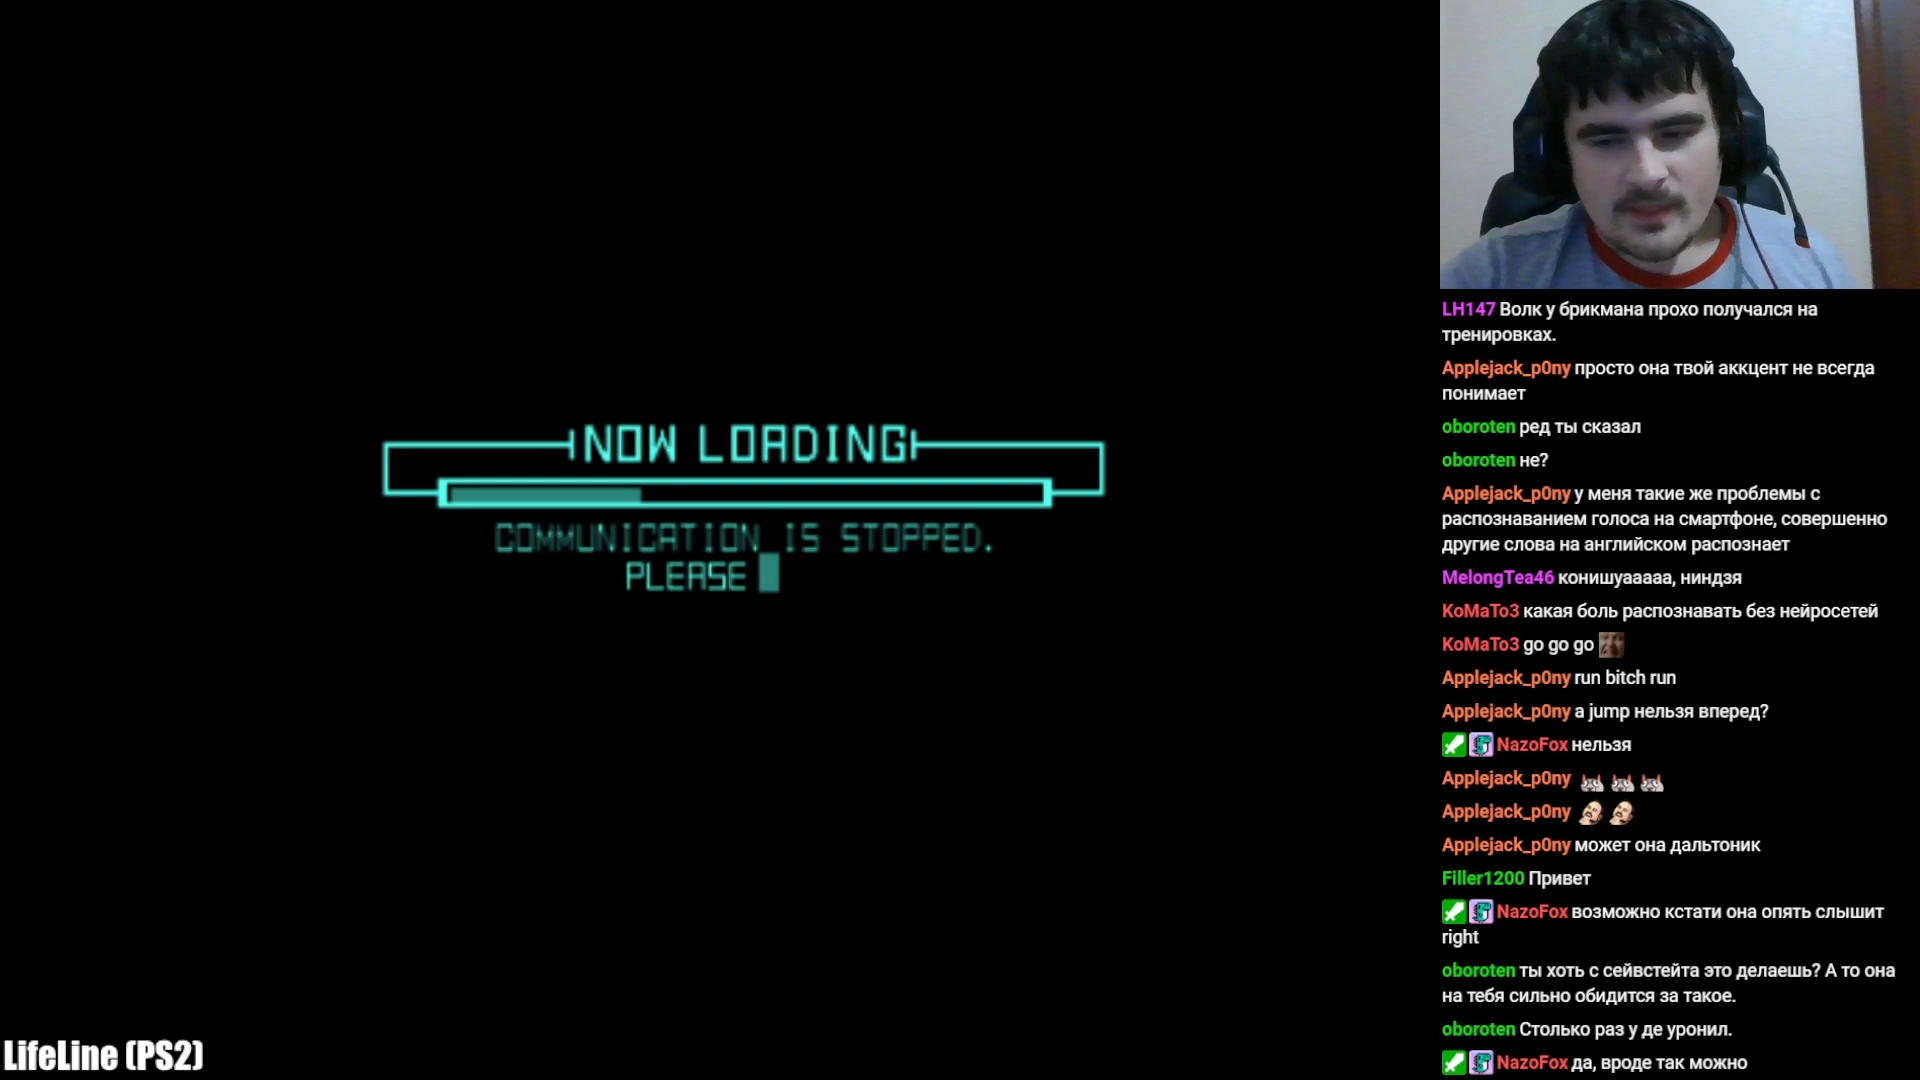 NOW LOADING
COMMUNICATION IS STOPPED.
PLEASE
LifeLine (PS2)
LH147 Волк у брикмана прохо получался на
тренировках.
Applejack_p0ny просто она твой аккцент не всегда
понимает
oboroten ред ты сказал
oboroten не?
Applejack_p0ny у меня такие же проблемы с
распознаванием голоса на смартфоне, совершенно
другие слова на английском распознает
MelongTea46 конишуааааа, ниндзя
KoMaTo3 какая боль распознавать без нейросетей
KoMaTo3 go go go
Applejack_p0ny run bitch run
Applejack_p0ny а jump нельзя вперед?
NazoFox нельзя
Applejack_p0ny
Applejack_p0ny
Applejack_p0ny может она дальтоник
Filler1200 Привет
NazoFox возможно кстати она опять слышит
right
oboroten ты хоть с сейвстейта это делаешь? А то она
на тебя сильно обидится за такое.
oboroten Столько раз у де уронил.
NazoFox да, вроде так можно